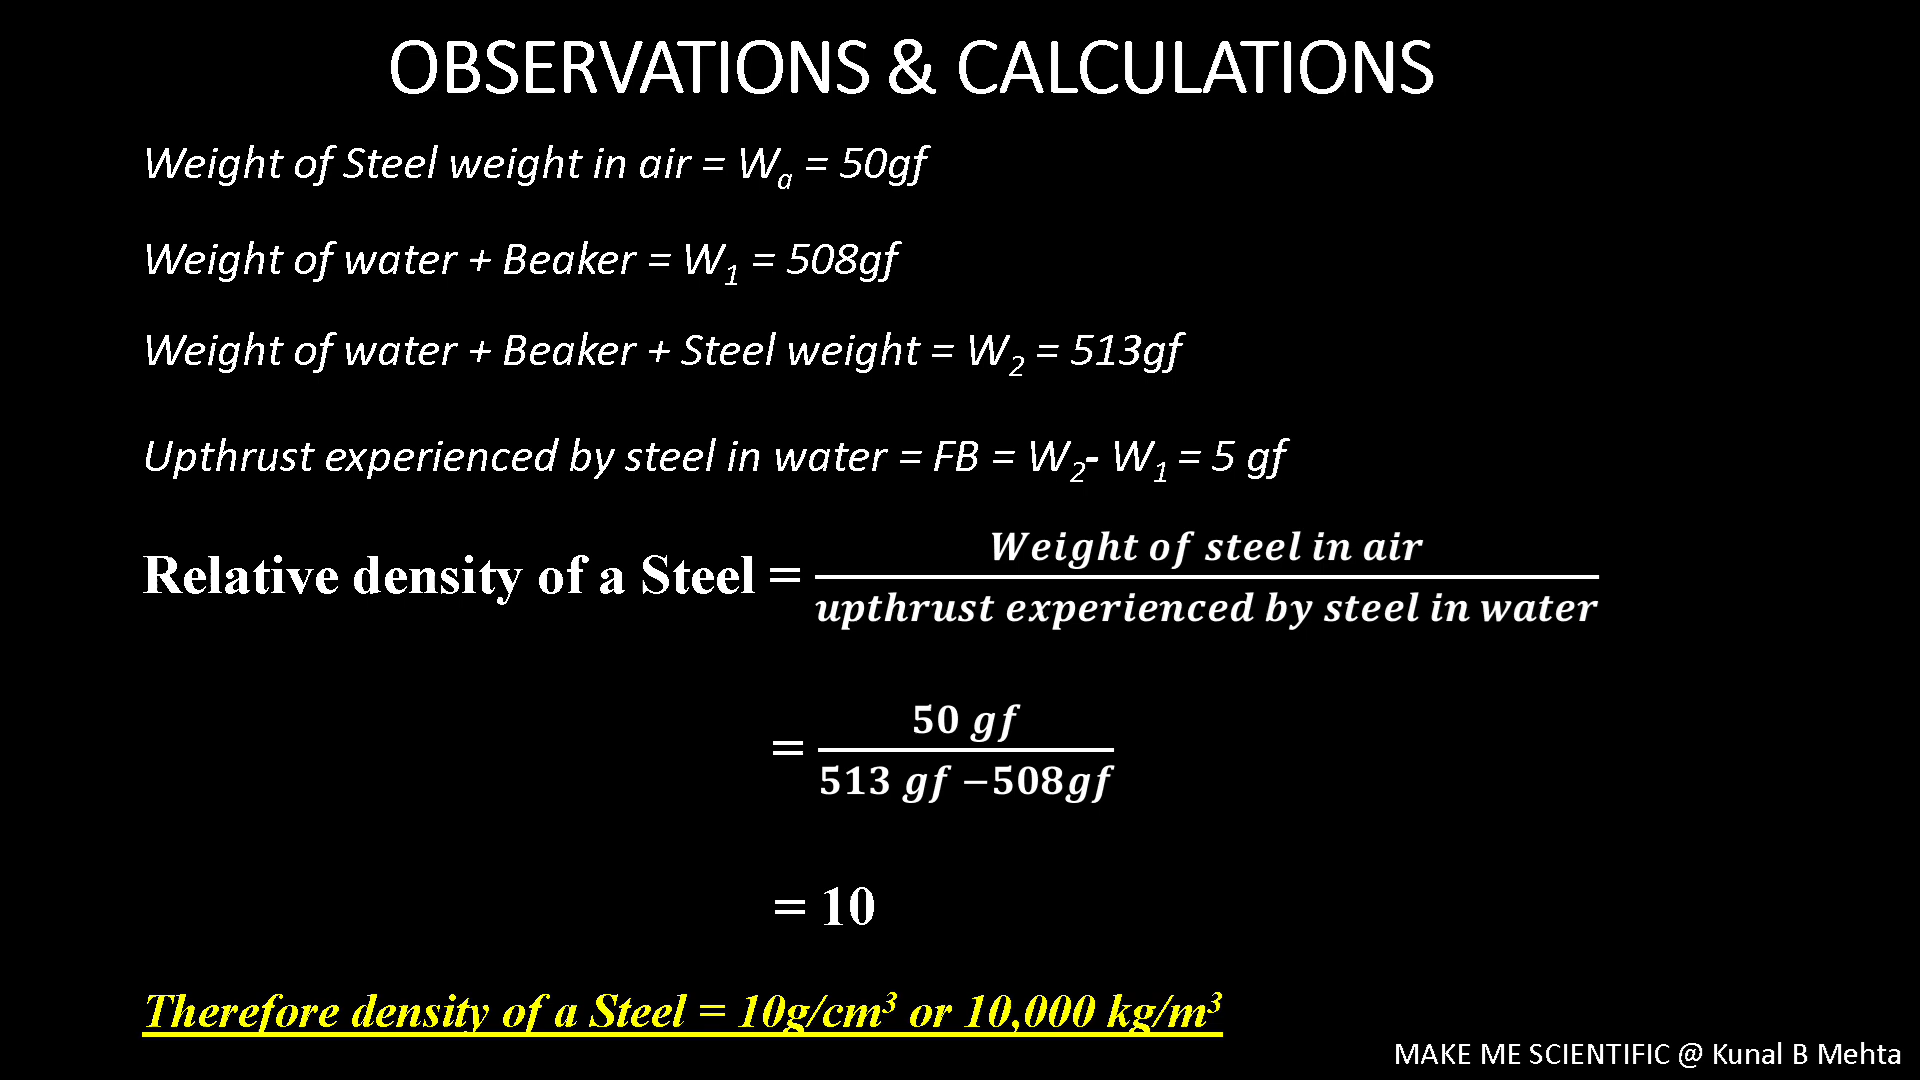 OBSERVATIONS & CALCULATIONS
Weight of Steel weight in air = Wₐ = 50gf
Weight of water + Beaker = W₁ = 508gf
Weight of water + Beaker + Steel weight = W₂ = 513gf
Upthrust experienced by steel in water = FB = W₂- W₁ = 5 gf
Relative density of a Steel = Weight of steel in air / upthrust experienced by steel in water
= 50 gf / 513 gf −508gf
= 10
Therefore density of a Steel = 10g/cm³ or 10,000 kg/m³
MAKE ME SCIENTIFIC @ Kunal B Mehta